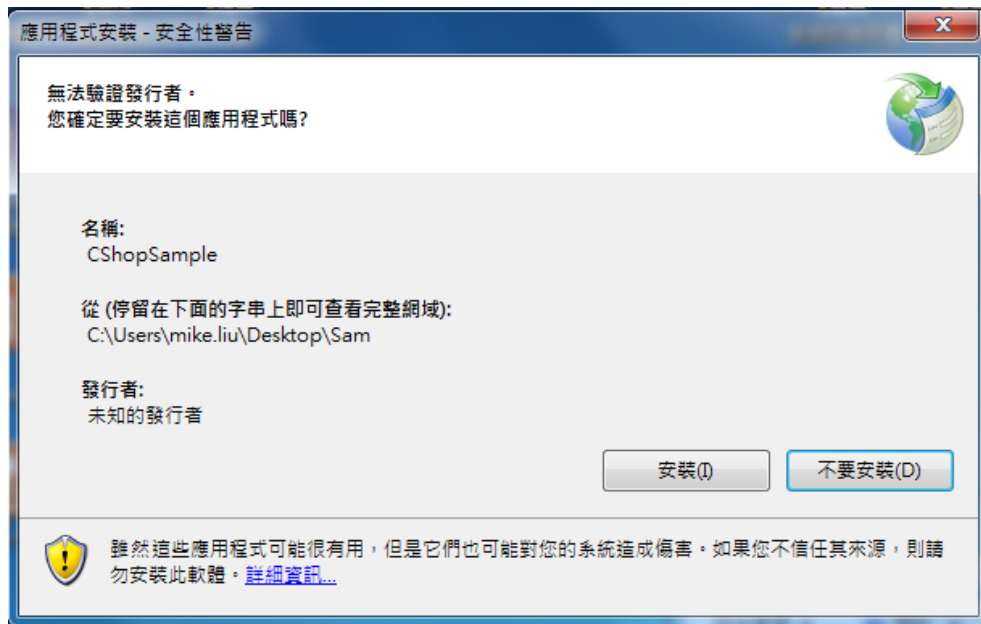 應用程式安裝 - 安全性警告
無法驗證發行者。
您確定要安裝這個應用程式嗎?
名稱:
CShopSample
從 (停留在下面的字串上即可查看完整網域):
C:\Users\mike.liu\Desktop\Sam
發行者:
未知的發行者
安裝(I)
不要安裝(D)
雖然這些應用程式可能很有用，但是它們也可能對您的系統造成傷害。如果您不信任其來源，則請
勿安裝此軟體。詳細資訊...